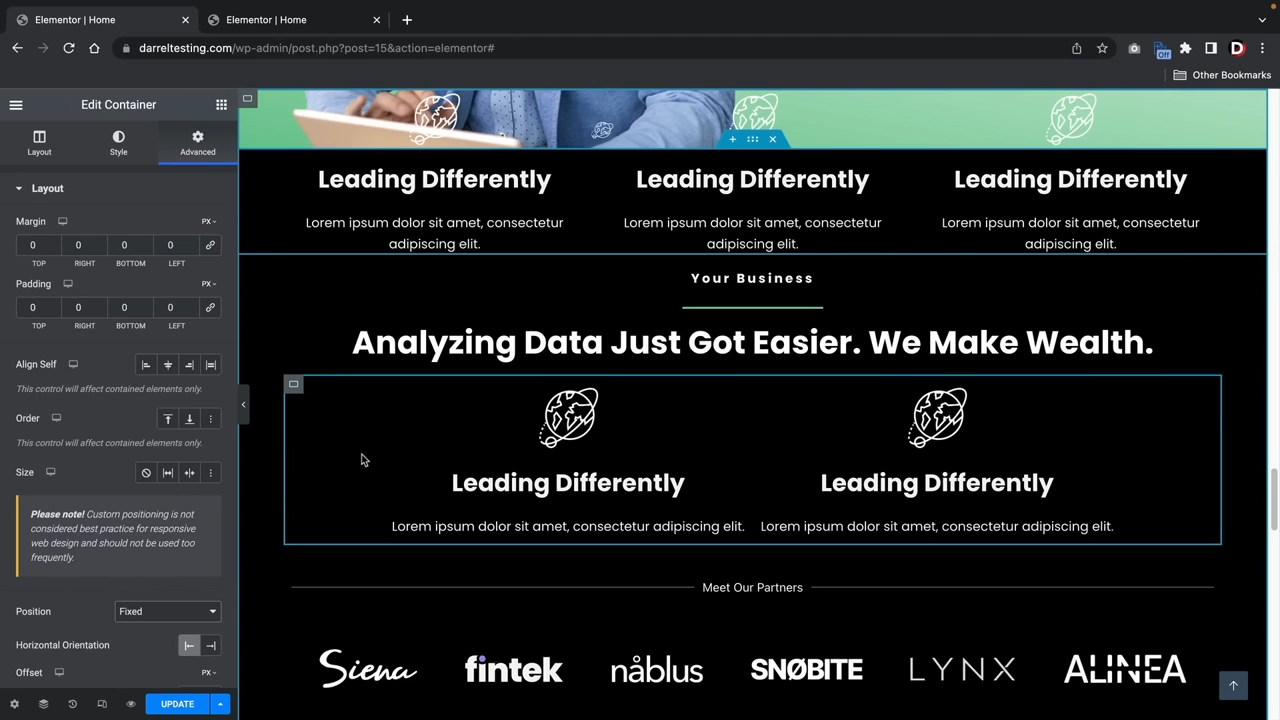 Elementor | Home
Elementor | Home
darreltesting.com/wp-admin/post.php?post=15&action=elementor#
Off
D
Other Bookmarks
Edit Container
Layout
Style
Advanced
Layout
Margin
PX
0 0 0 0
TOP RIGHT BOTTOM LEFT
Padding
PX
0 0 0 0
TOP RIGHT BOTTOM LEFT
Align Self
This control will affect contained elements only.
Order
This control will affect contained elements only.
Size
Please note! Custom positioning is not
considered best practice for responsive
web design and should not be used too
frequently.
Position
Fixed
Horizontal Orientation
Offset
PX
UPDATE
Leading Differently Leading Differently Leading Differently
Lorem ipsum dolor sit amet, consectetur Lorem ipsum dolor sit amet, consectetur Lorem ipsum dolor sit amet, consectetur
adipiscing elit. adipiscing elit. adipiscing elit.
Your Business
Analyzing Data Just Got Easier. We Make Wealth.
Leading Differently Leading Differently
Lorem ipsum dolor sit amet, consectetur adipiscing elit. Lorem ipsum dolor sit amet, consectetur adipiscing elit.
Meet Our Partners
Siena fintek nåblus SNØBITE LYNX ALINEA